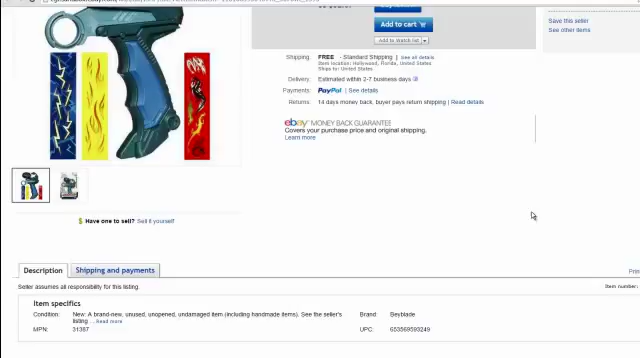 Add to cart
Add to Watch list
Save this seller
See other items
Shipping: FREE - Standard Shipping | See all details
Item location: Hollywood, Florida, United States
Ships to: United States
Delivery: Estimated within 2-7 business days
Payments: PayPal | See details
Returns: 14 days money back, buyer pays return shipping | Read details
ebay MONEY BACK GUARANTEE
Covers your purchase price and original shipping.
Learn more
$ Have one to sell? Sell it yourself
Description Shipping and payments
Seller assumes all responsibility for this listing.
Item number:
Item specifics
Condition: New: A brand-new, unused, unopened, undamaged item (including handmade items). See the seller's
listing ... Read more
Brand: Beyblade
MPN: 31387
UPC: 653569593249